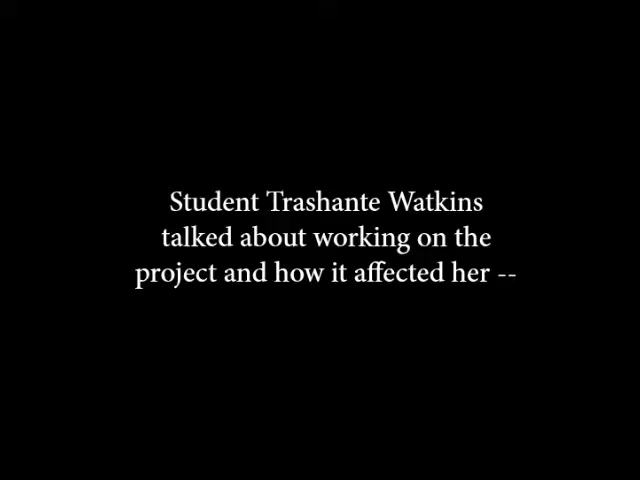 Student Trashante Watkins
talked about working on the
project and how it affected her --